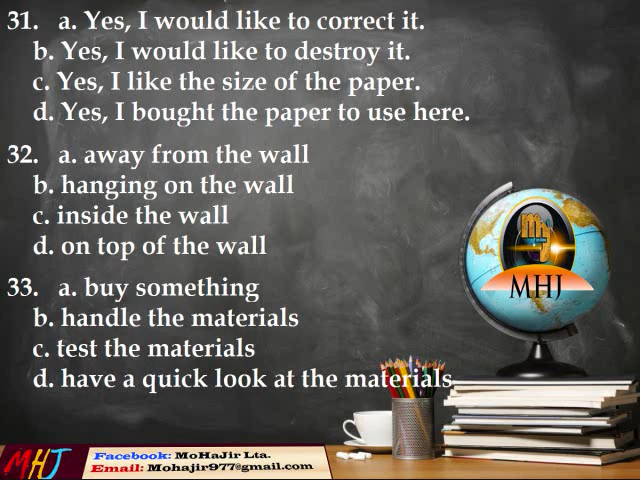 31. a. Yes, I would like to correct it.
b. Yes, I would like to destroy it.
c. Yes, I like the size of the paper.
d. Yes, I bought the paper to use here.
32. a. away from the wall
b. hanging on the wall
c. inside the wall
d. on top of the wall
33. a. buy something
b. handle the materials
c. test the materials
d. have a quick look at the materials
MHJ
MHJ
Facebook: MoHaJir Lta.
Email: Mohajir977@gmail.com